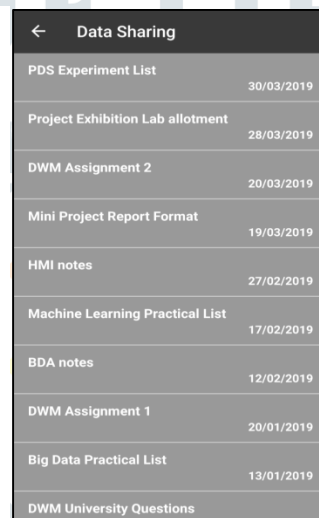 ← Data Sharing
PDS Experiment List
30/03/2019
Project Exhibition Lab allotment
28/03/2019
DWM Assignment 2
20/03/2019
Mini Project Report Format
19/03/2019
HMI notes
27/02/2019
Machine Learning Practical List
17/02/2019
BDA notes
12/02/2019
DWM Assignment 1
20/01/2019
Big Data Practical List
13/01/2019
DWM University Questions